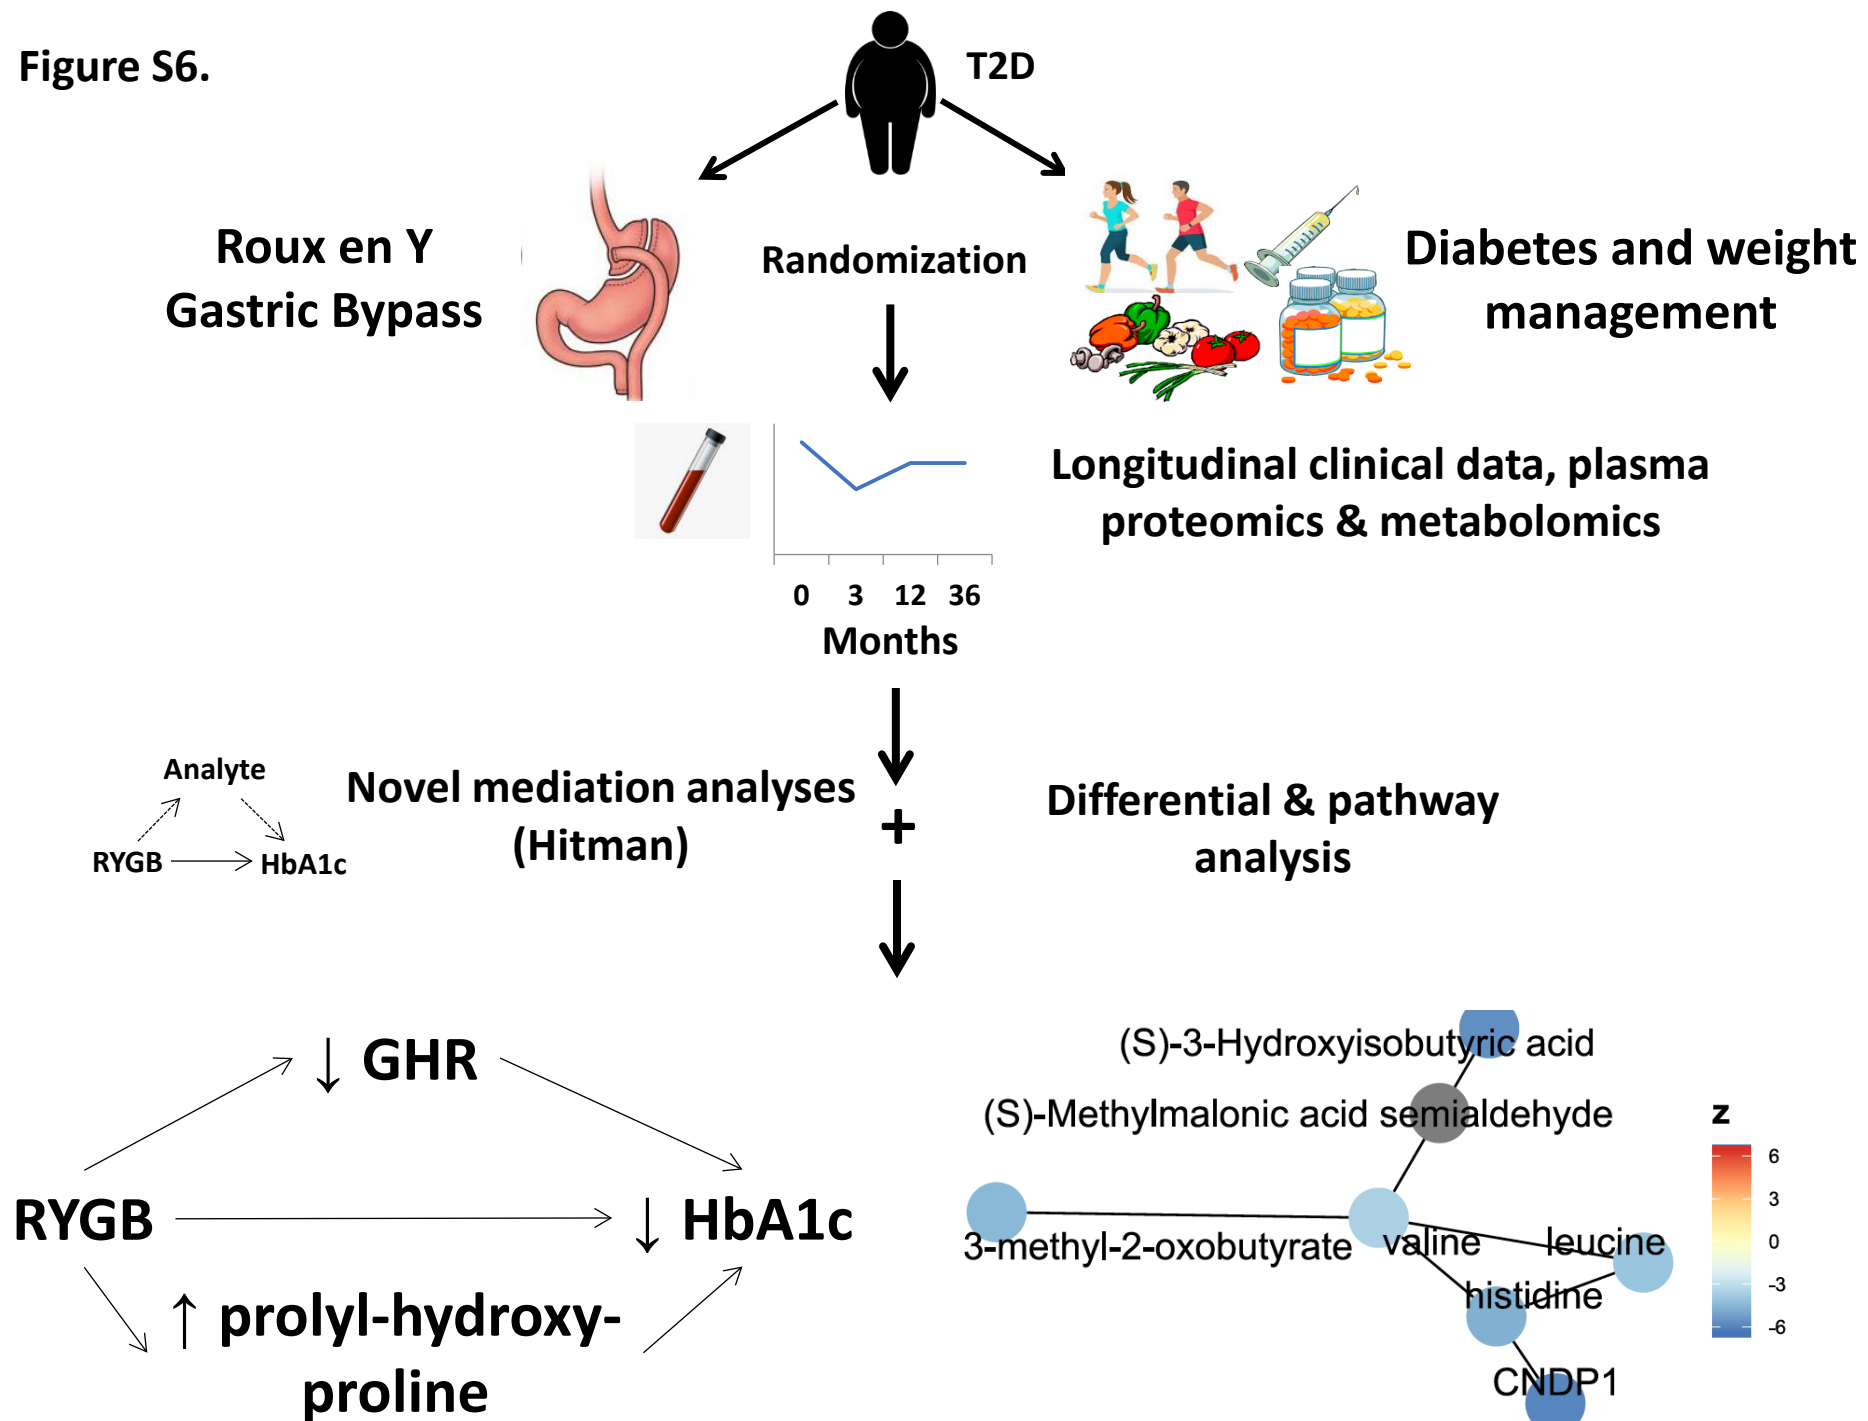 Figure S6.
T2D
Roux en Y
Gastric Bypass
Randomization
Diabetes and weight
management
Longitudinal clinical data, plasma
proteomics & metabolomics
0 3 12 36
Months
Analyte
RYGB
HbA1c
Novel mediation analyses
(Hitman)
+
Differential & pathway
analysis
↓ GHR
RYGB
↓ HbA1c
↑ prolyl-hydroxy-
proline
(S)-3-Hydroxyisobutyric acid
(S)-Methylmalonic acid semialdehyde
3-methyl-2-oxobutyrate
valine
leucine
histidine
CNDP1
z
6
3
0
-3
-6